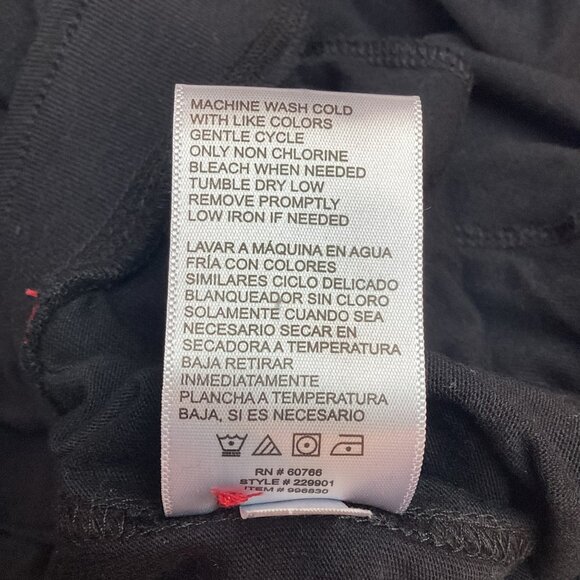 MACHINE WASH COLD
WITH LIKE COLORS
GENTLE CYCLE
ONLY NON CHLORINE
BLEACH WHEN NEEDED
TUMBLE DRY LOW
REMOVE PROMPTLY
LOW IRON IF NEEDED
LAVAR A MÁQUINA EN AGUA
FRÍA CON COLORES
SIMILARES CICLO DELICADO
BLANQUEADOR SIN CLORO
SOLAMENTE CUANDO SEA
NECESARIO SECAR EN
SECADORA A TEMPERATURA
BAJA RETIRAR
INMEDIATAMENTE
PLANCHA A TEMPERATURA
BAJA, SI ES NECESARIO
RN # 60766
STYLE # 229901
ITEM # 996830